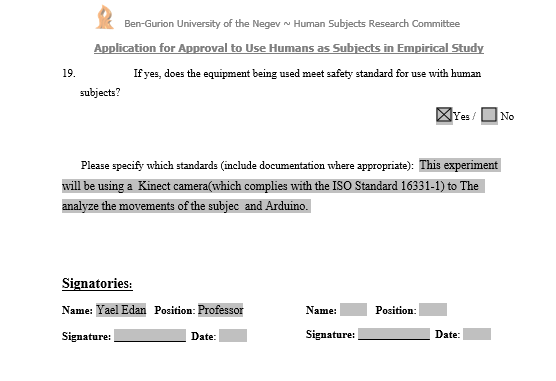 Ben-Gurion University of the Negev ~ Human Subjects Research Committee
Application for Approval to Use Humans as Subjects in Empirical Study
19. If yes, does the equipment being used meet safety standard for use with human
subjects?
Yes / No
Please specify which standards (include documentation where appropriate): This experiment
will be using a Kinect camera(which complies with the ISO Standard 16331-1) to The
analyze the movements of the subjec and Arduino.
Signatories:
Name: Yael Edan Position: Professor Name: Position:
Signature: Date: Signature: Date: